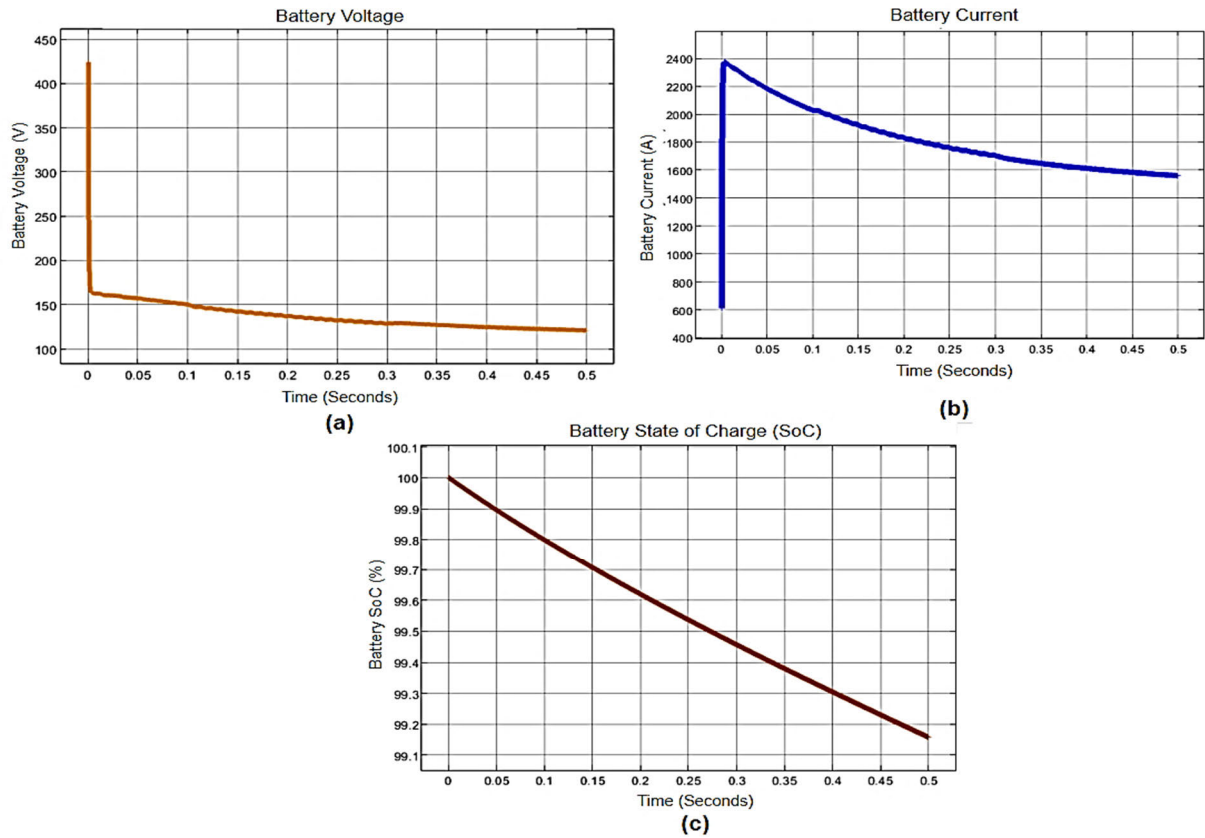 Battery Voltage
450
400
350
300
250
200
150
100
Battery Voltage (V)
0 0.05 0.1 0.15 0.2 0.25 0.3 0.35 0.4 0.45 0.5
Time (Seconds)
(a)
Battery Current
2400
2200
2000
1800
1600
1400
1200
1000
800
600
400
Battery Current (A)
0 0.05 0.1 0.15 0.2 0.25 0.3 0.35 0.4 0.45 0.5
Time (Seconds)
(b)
Battery State of Charge (SoC)
100.1
100
99.9
99.8
99.7
99.6
99.5
99.4
99.3
99.2
99.1
Battery SoC (%)
0 0.05 0.1 0.15 0.2 0.25 0.3 0.35 0.4 0.45 0.5
Time (Seconds)
(c)